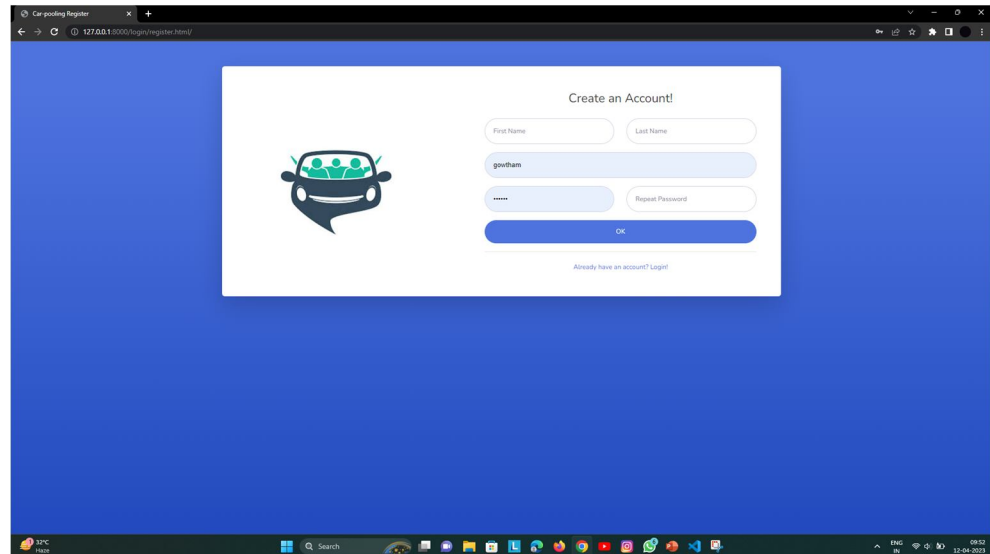 Car-pooling Register
127.0.0.1:8000/login/register.html/
Create an Account!
First Name
Last Name
gowtham
••••••
Repeat Password
OK
Already have an account? Login!
1
32°C
Haze
Search
ENG
IN
09:52
12-04-2023